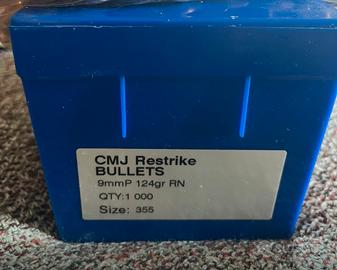 CMJ Restrike
BULLETS
9mmP 124gr RN
QTY:1 000
Size: 355